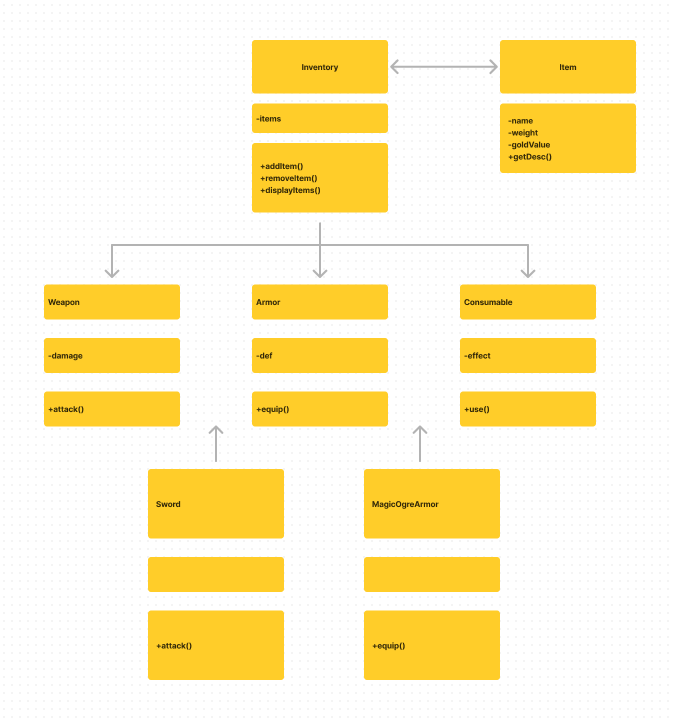 Inventory
Item
-items
-name
-weight
-goldValue
+getDesc()
+addItem()
+removeItem()
+displayItems()
Weapon
Armor
Consumable
-damage
-def
-effect
+attack()
+equip()
+use()
Sword
MagicOgreArmor
+attack()
+equip()